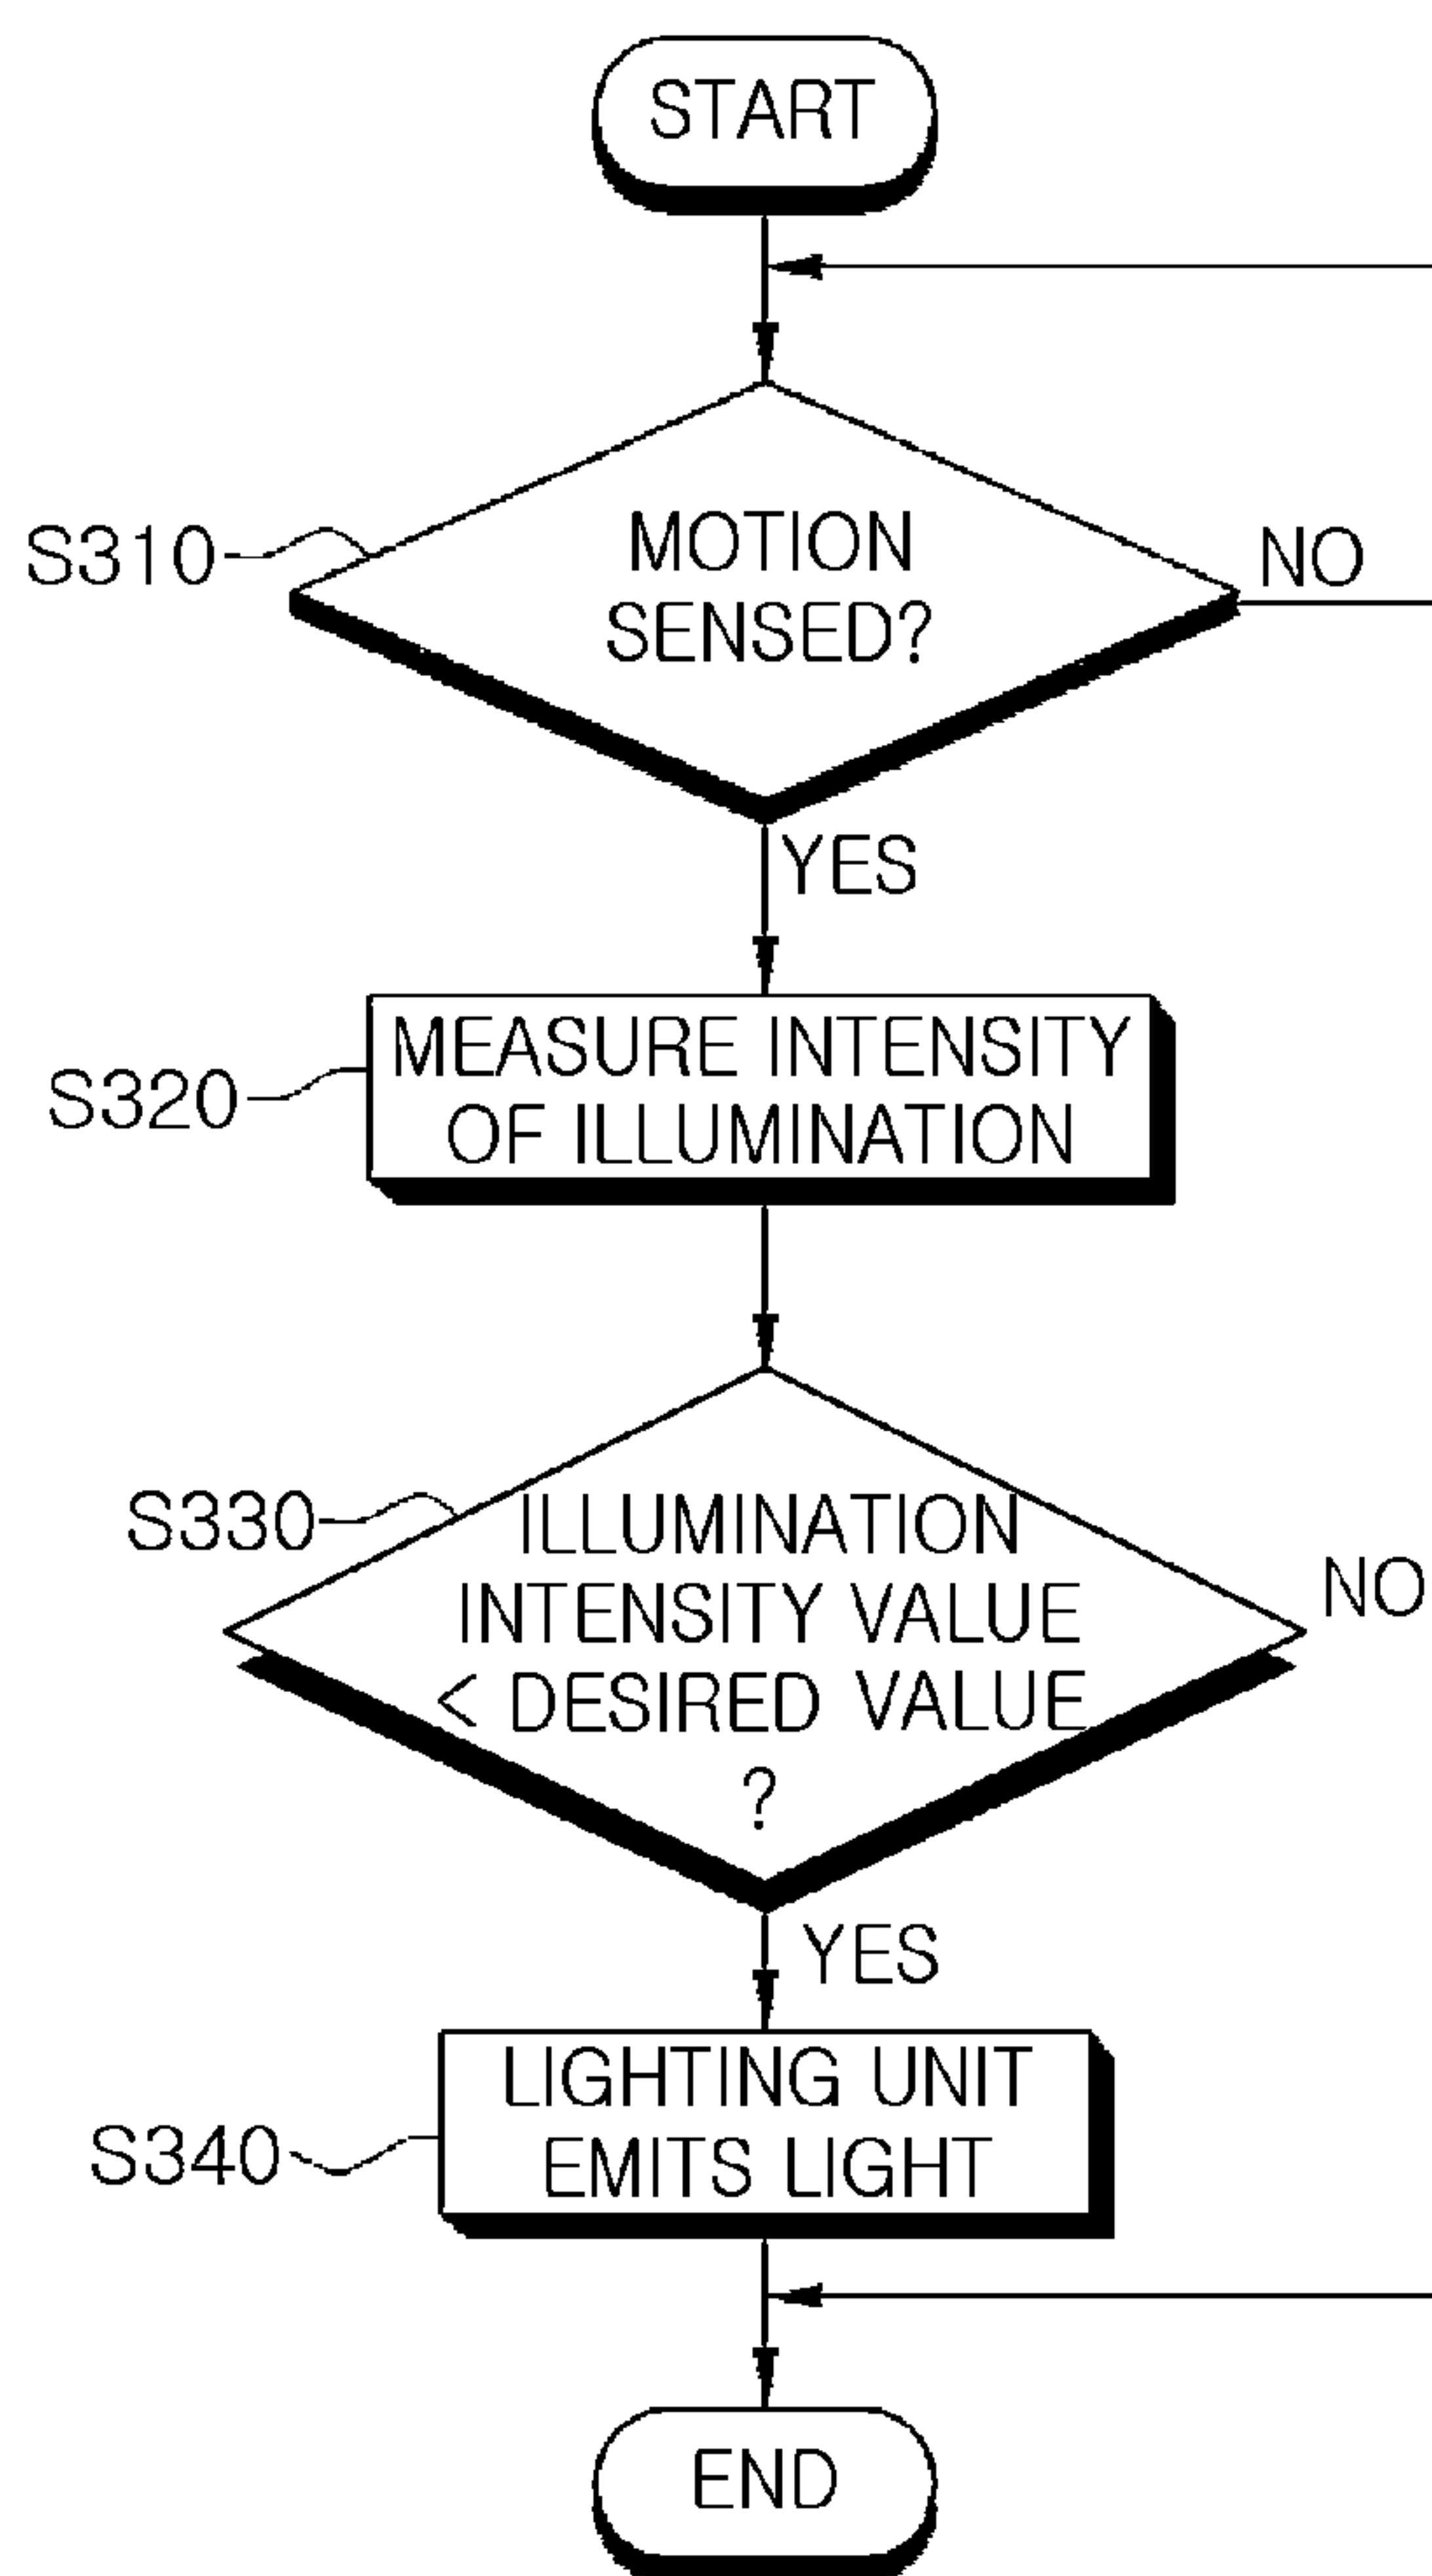 START
S310
MOTION
SENSED?
NO
YES
S320
MEASURE INTENSITY
OF ILLUMINATION
S330
ILLUMINATION
INTENSITY VALUE
< DESIRED VALUE
?
NO
YES
S340
LIGHTING UNIT
EMITS LIGHT
END